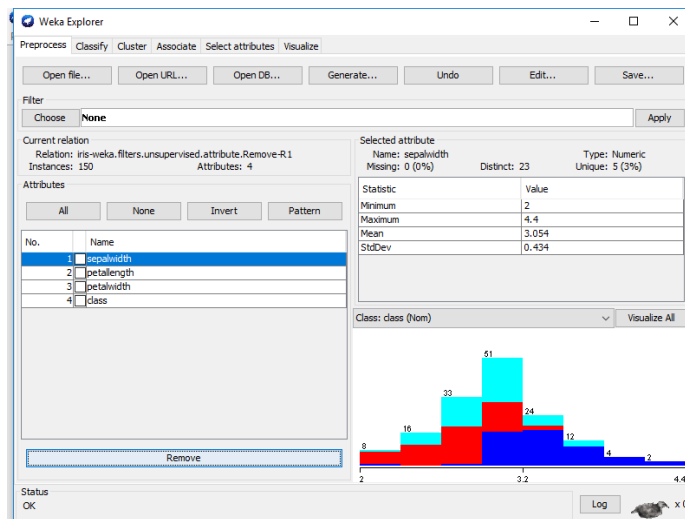 Weka Explorer
Preprocess Classify Cluster Associate Select attributes Visualize
Open file... Open URL... Open DB... Generate... Undo Edit... Save...
Filter
Choose None Apply
Current relation
Relation: iris-weka.filters.unsupervised.attribute.Remove-R1
Instances: 150 Attributes: 4
Attributes
All None Invert Pattern
No. Name
1 sepalwidth
2 petallength
3 petalwidth
4 class
Remove
Selected attribute
Name: sepalwidth Type: Numeric
Missing: 0 (0%) Distinct: 23 Unique: 5 (3%)
Statistic Value
Minimum 2
Maximum 4.4
Mean 3.054
StdDev 0.434
Class: class (Nom) Visualize All
51
33
24
16
12
8
4
2
2 3.2 4.4
Status
OK
Log x 0